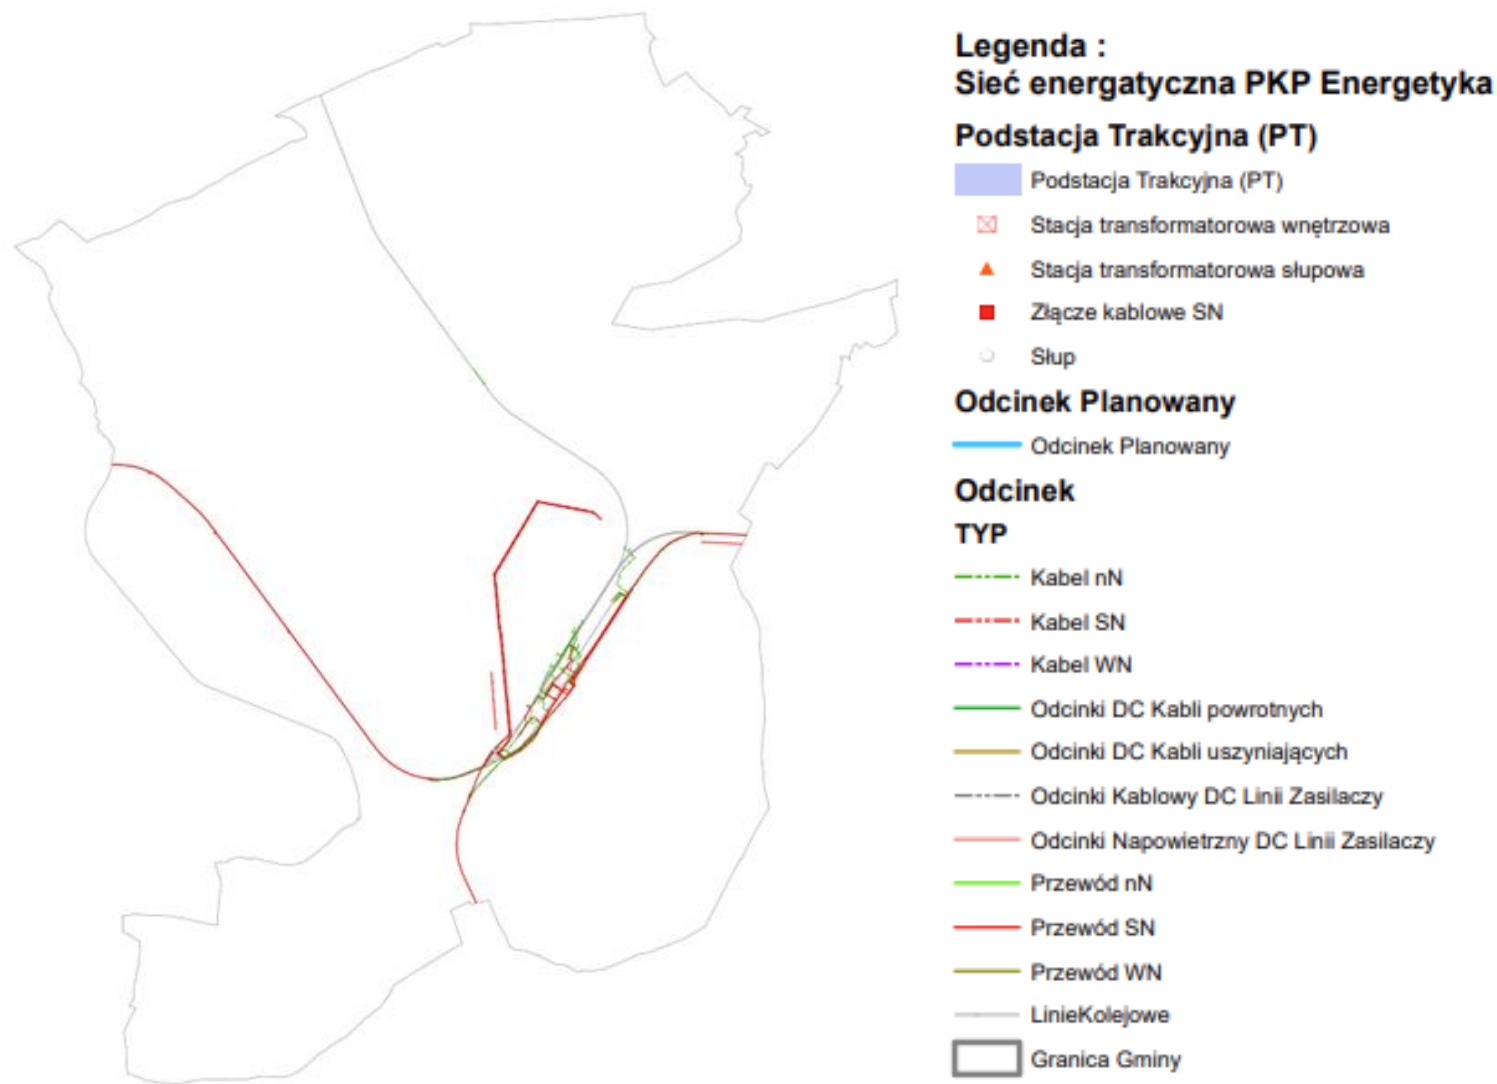 Legenda :
Sieć energatyczna PKP Energetyka
Podstacja Trakcyjna (PT)
Podstacja Trakcyjna (PT)
Stacja transformatorowa wnętrzowa
Stacja transformatorowa słupowa
Złącze kablowe SN
Słup
Odcinek Planowany
Odcinek Planowany
Odcinek
TYP
Kabel nN
Kabel SN
Kabel WN
Odcinki DC Kabli powrotnych
Odcinki DC Kabli uszyniających
Odcinki Kablowy DC Linii Zasilaczy
Odcinki Napowietrzny DC Linii Zasilaczy
Przewód nN
Przewód SN
Przewód WN
LinieKolejowe
Granica Gminy